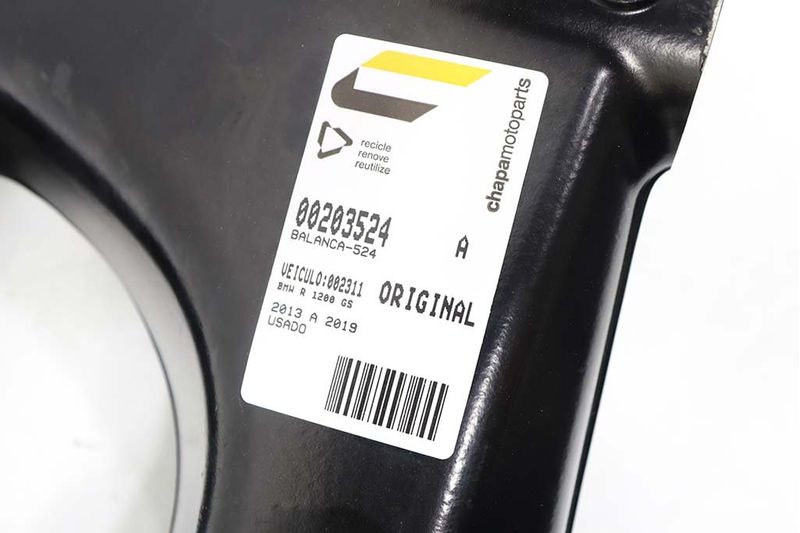 recicle
renove
reutilize
chapamotoparts
00203524
A
BALANCA-524
VEICULO:002311
ORIGINAL
BMW R 1200 GS
2013 A 2019
USADO